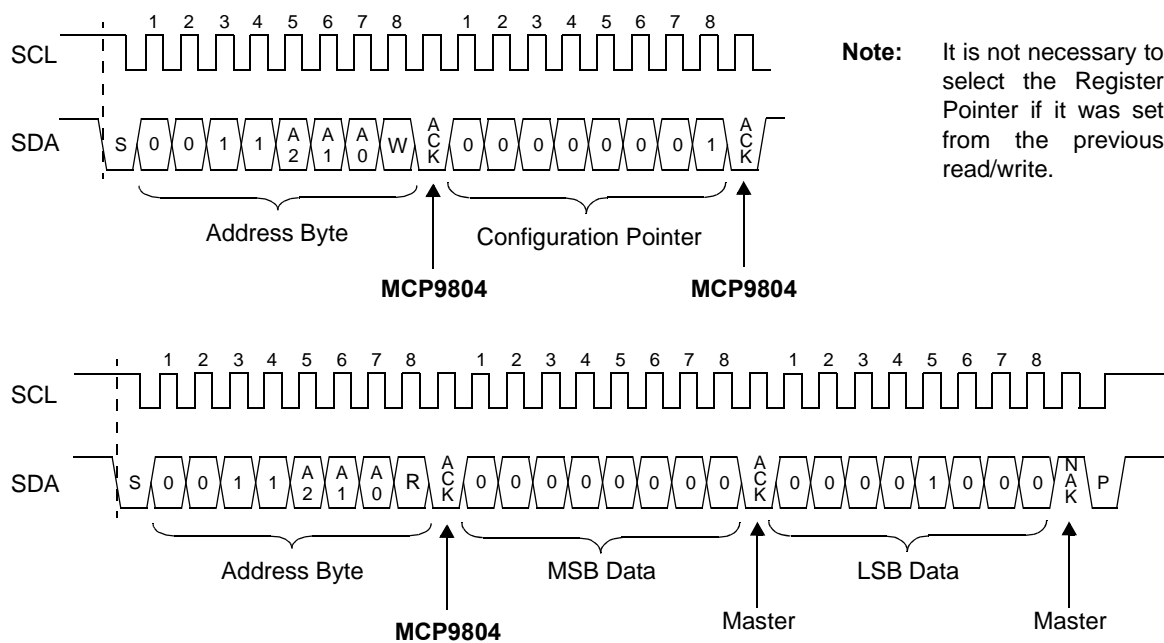 1 2 3 4 5 6 7 8 1 2 3 4 5 6 7 8
SCL
SDA
S 0 0 1 1 A2 A1 A0 W ACK 0 0 0 0 0 0 0 1 ACK
Address Byte Configuration Pointer
MCP9804 MCP9804
Note: It is not necessary to
select the Register
Pointer if it was set
from the previous
read/write.
1 2 3 4 5 6 7 8 1 2 3 4 5 6 7 8 1 2 3 4 5 6 7 8
SCL
SDA
S 0 0 1 1 A2 A1 A0 R ACK 0 0 0 0 0 0 0 0 ACK 0 0 0 0 1 0 0 0 NAK P
Address Byte MSB Data LSB Data
MCP9804 Master Master